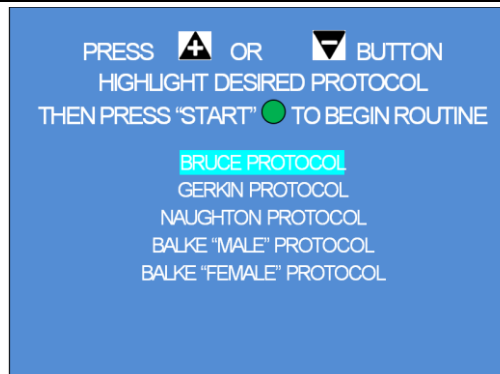 PRESS + OR − BUTTON
HIGHLIGHT DESIRED PROTOCOL
THEN PRESS “START” TO BEGIN ROUTINE
BRUCE PROTOCOL
GERKIN PROTOCOL
NAUGHTON PROTOCOL
BALKE “MALE” PROTOCOL
BALKE “FEMALE” PROTOCOL